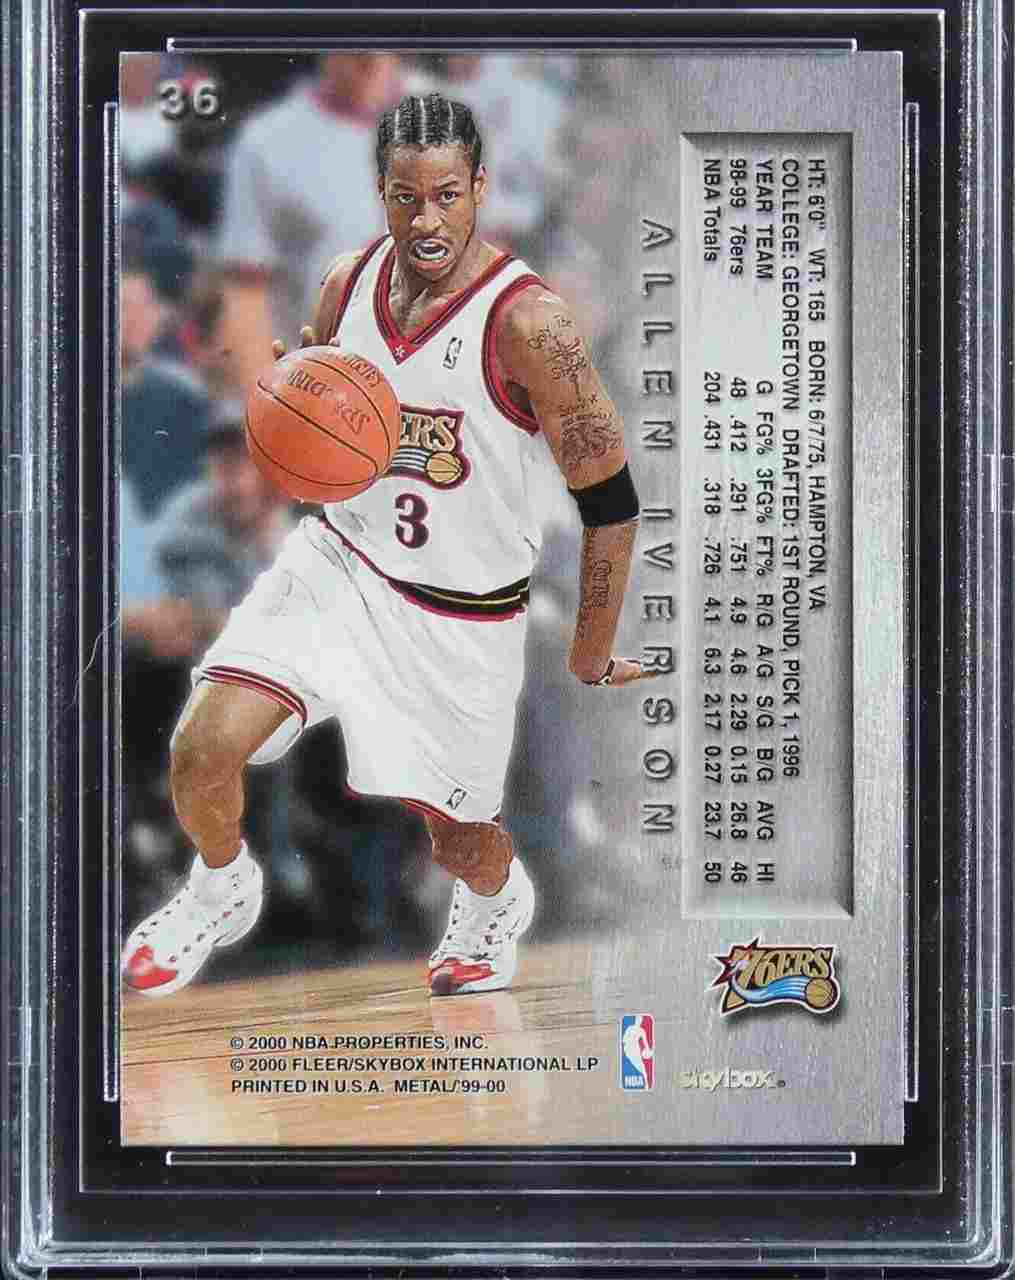 36
HT: 6'0" WT: 165 BORN: 6/7/75, HAMPTON, VA
COLLEGE: GEORGETOWN DRAFTED: 1ST ROUND, PICK 1, 1996
YEAR TEAM G FG% 3FG% FT% R/G A/G S/G B/G AVG HI
98-99 76ers 48 .412 .291 .751 4.9 4.6 2.29 0.15 26.8 46
NBA Totals 204 .431 .318 .726 4.1 6.3 2.17 0.27 23.7 50
ALLEN IVERSON
SPALDING
ERS
3
76ERS
© 2000 NBA PROPERTIES, INC.
© 2000 FLEER/SKYBOX INTERNATIONAL LP
PRINTED IN U.S.A. METAL/'99-00
NBA
skybox®